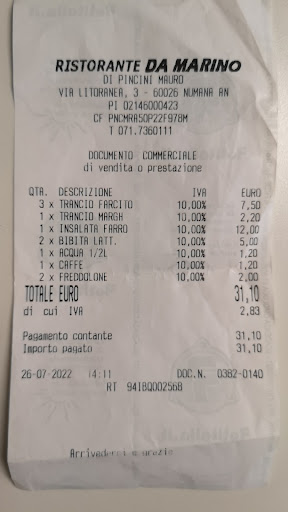 RISTORANTE DA MARINO
DI PINCINI MAURO
VIA LITORANEA, 3 - 60026 NUMANA AN
PI 02146000423
CF PNCMRA50P22F978M
T 071.7360111
DOCUMENTO COMMERCIALE
di vendita o prestazione
QTA. DESCRIZIONE IVA EURO
3 x TRANCIO FARCITO 10,00% 7,50
1 x TRANCIO MARGH 10,00% 2,20
1 x INSALATA FARRO 10,00% 12,00
2 x BIBITA LATT. 10,00% 5,00
1 x ACQUA 1/2L 10,00% 1,20
1 x CAFFE 10,00% 1,20
2 x FREDDOLONE 10,00% 2,00
TOTALE EURO 31,10
di cui IVA 2,83
Pagamento contante 31,10
Importo pagato 31,10
26-07-2022 14:11 DOC.N. 0382-0140
RT 94IBQ002568
Arrivederci e grazie